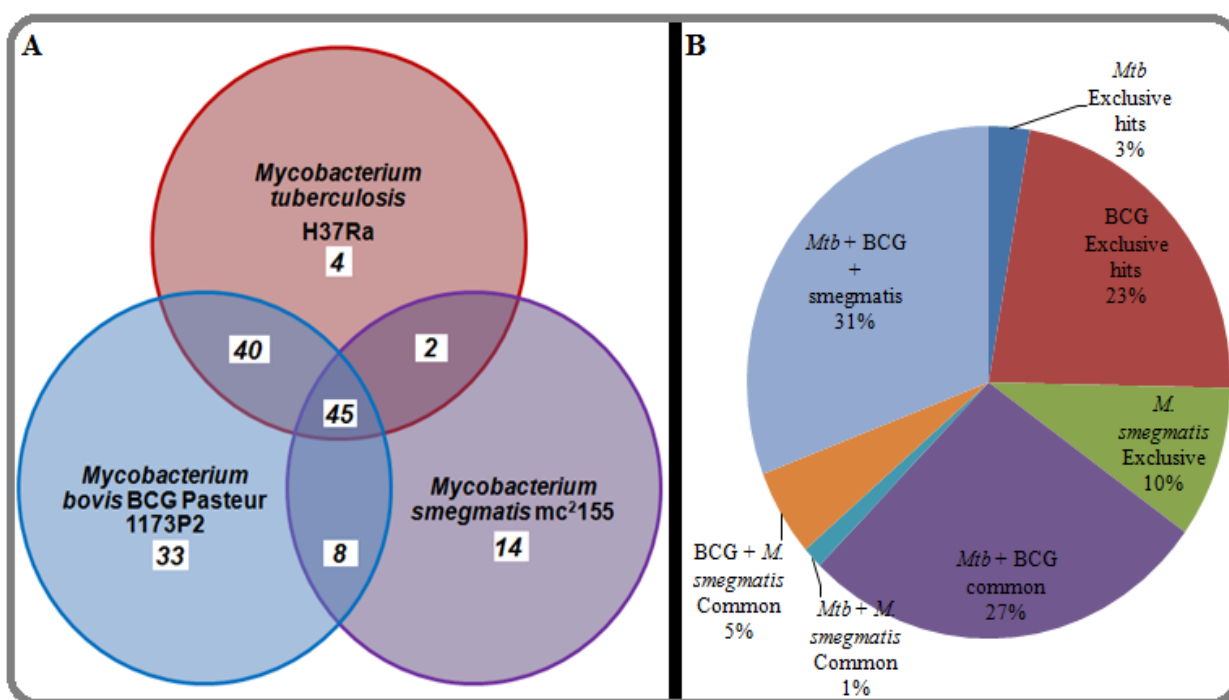 A
Mycobacterium
tuberculosis
H37Ra
4
40
2
45
Mycobacterium
bovis BCG Pasteur
1173P2
33
8
Mycobacterium
smegmatis mc²155
14
B
Mtb
Exclusive
hits
3%
BCG
Exclusive
hits
23%
M.
smegmatis
Exclusive
10%
Mtb + BCG
common
27%
Mtb + M.
smegmatis
Common
1%
BCG + M.
smegmatis
Common
5%
Mtb + BCG
+
smegmatis
31%